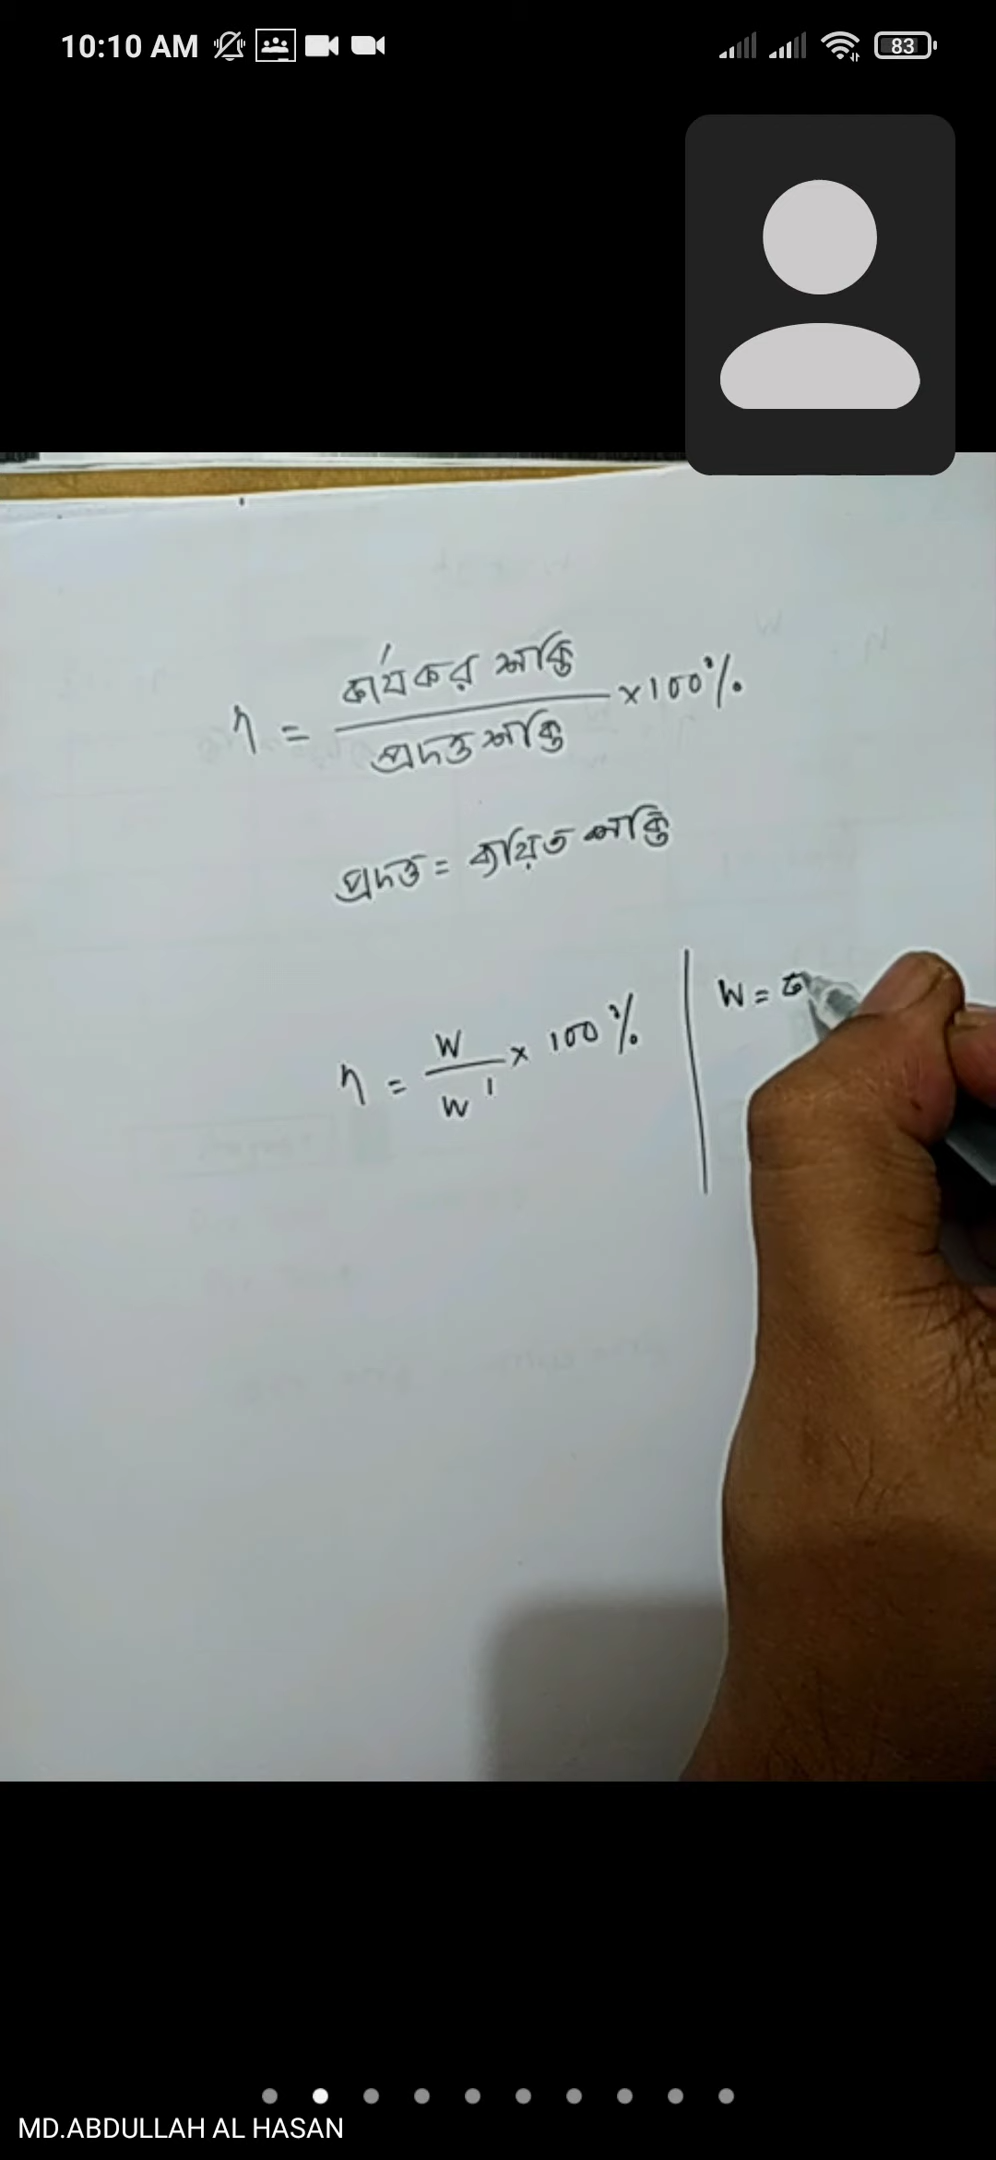 10:10 AM
83
η = কার্যকর শক্তি / প্রদত্ত শক্তি ×100%
প্রদত্ত = ব্যয়িত শক্তি
η = W / W' × 100%
W =
MD.ABDULLAH AL HASAN